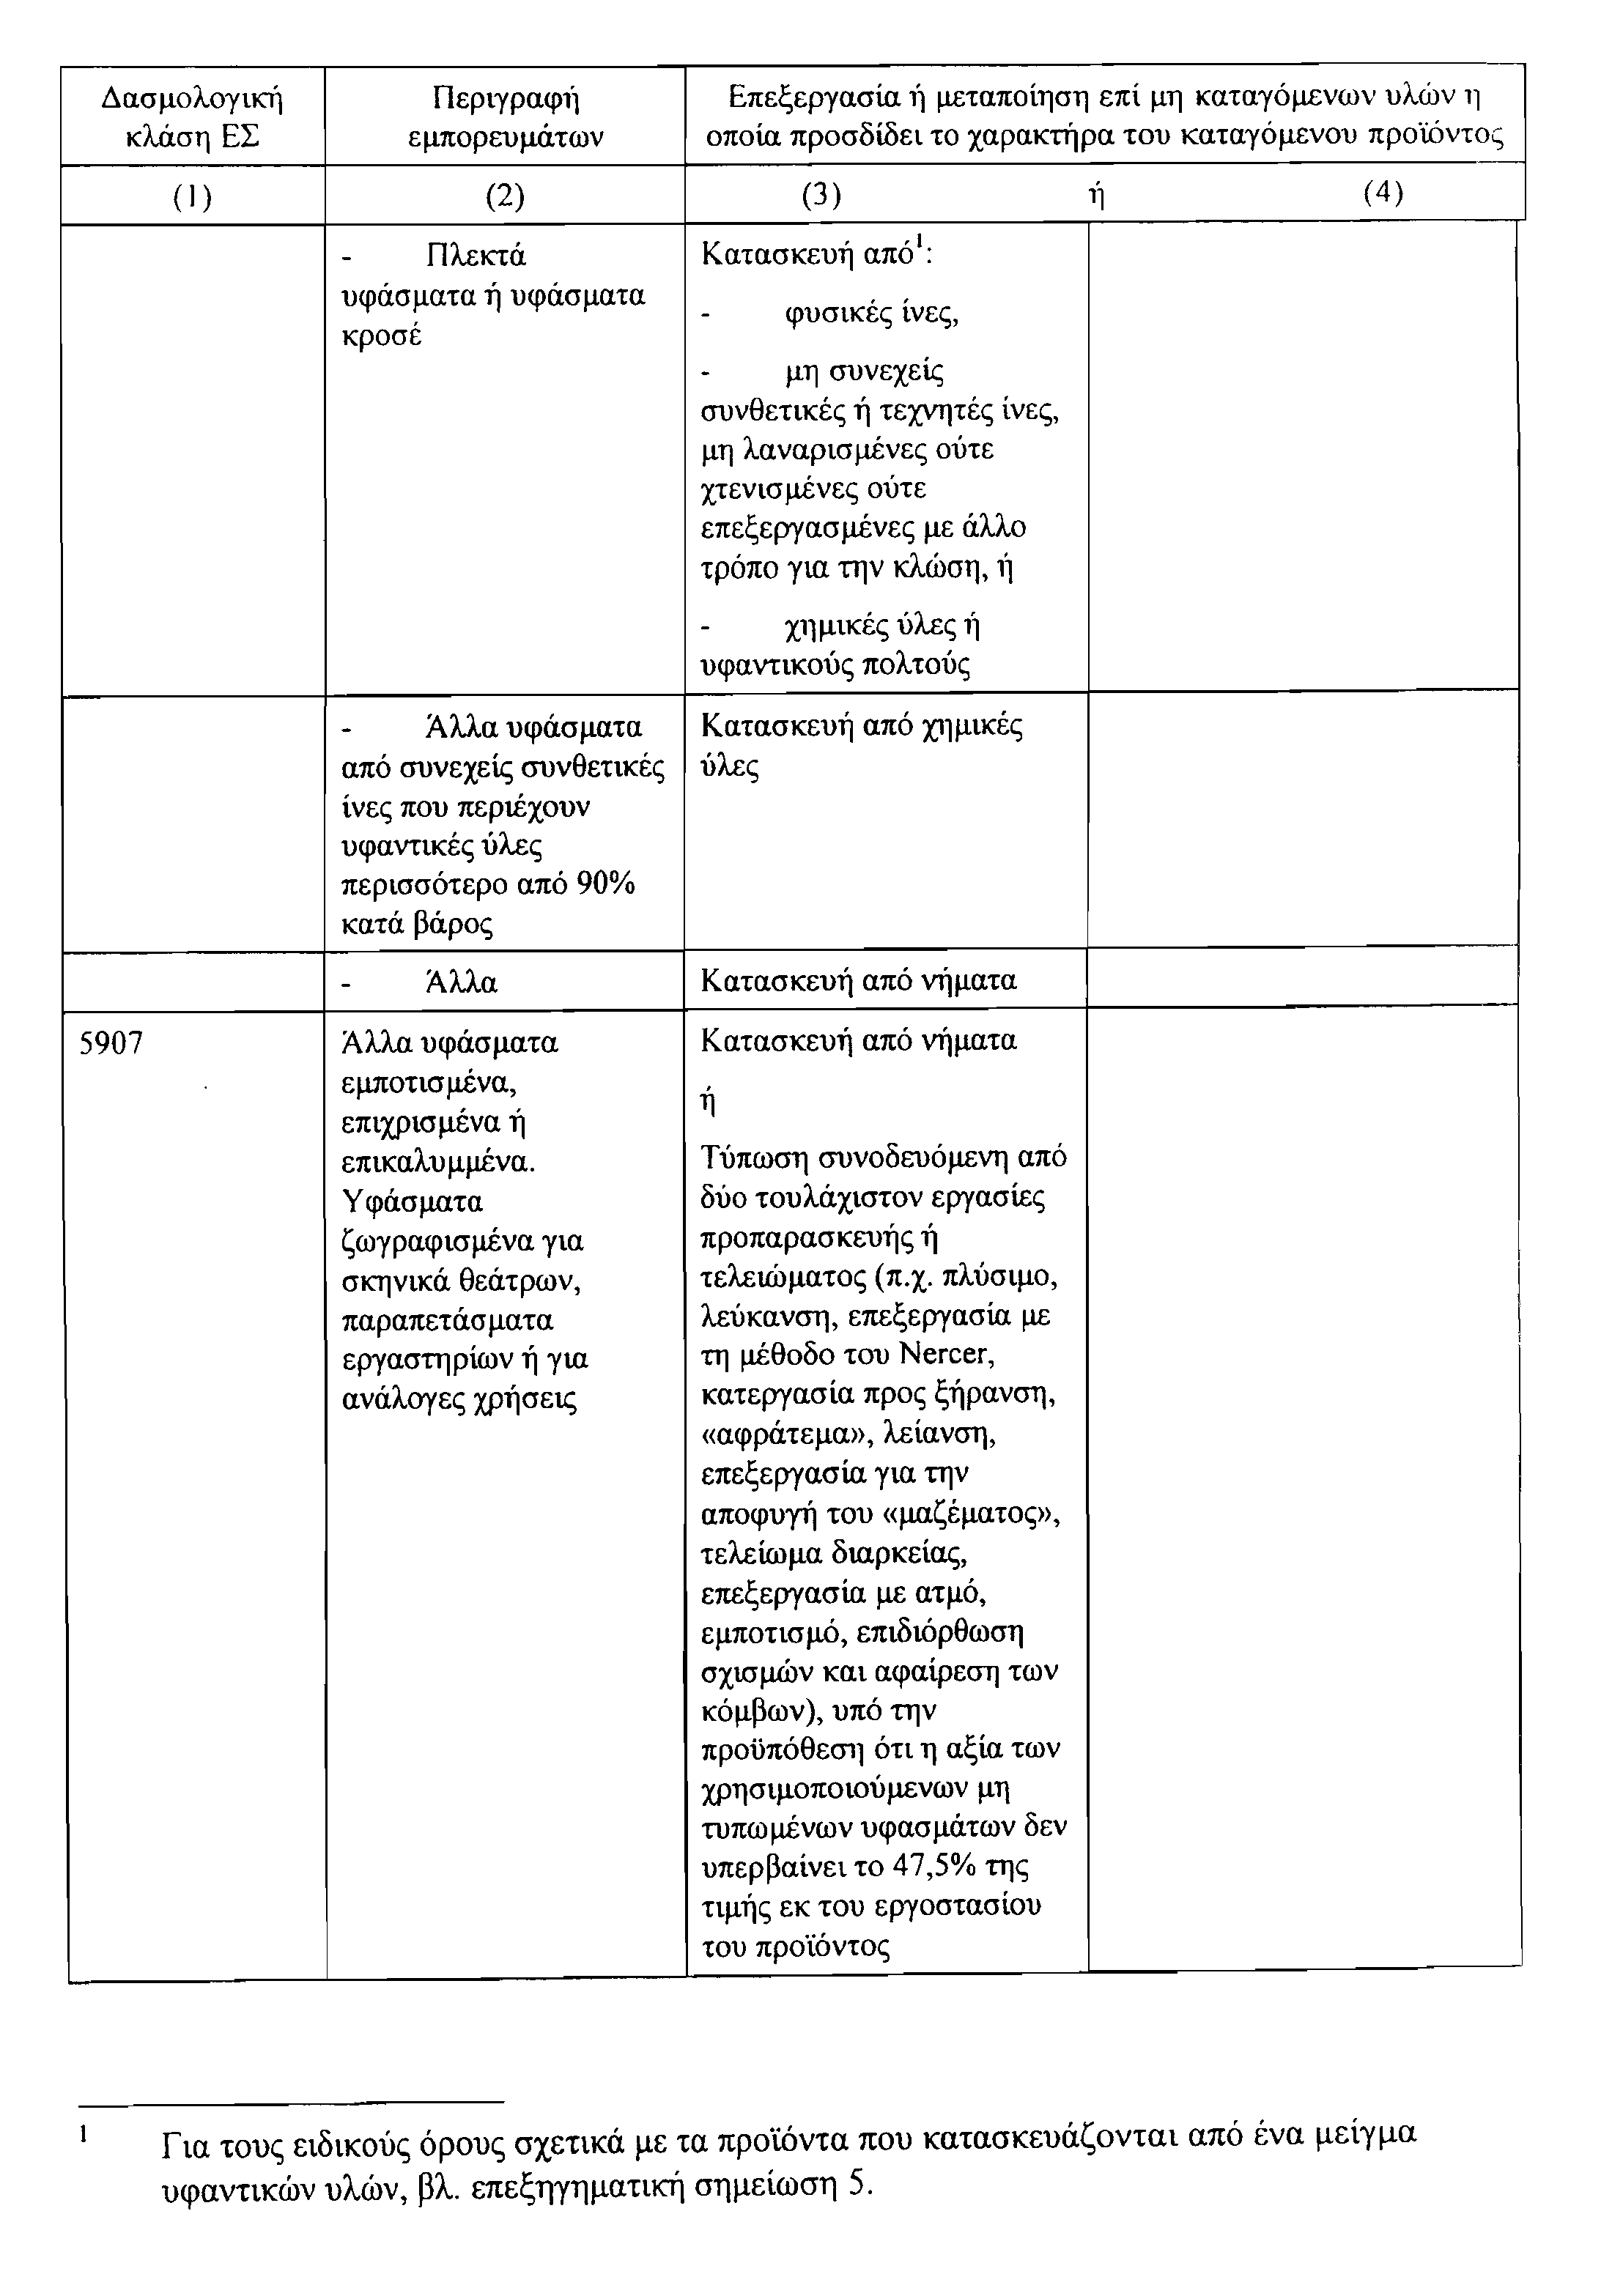 Δασμολογική
κλάση ΕΣ
Περιγραφή
εμπορευμάτων
Επεξεργασία ή μεταποίηση επί μη καταγόμενων υλών η
οποία προσδίδει το χαρακτήρα του καταγόμενου προϊόντος
(1)
(2)
(3) ή (4)
- Πλεκτά
υφάσματα ή υφάσματα
κροσέ
Κατασκευή από¹:
- φυσικές ίνες,
- μη συνεχείς
συνθετικές ή τεχνητές ίνες,
μη λαναρισμένες ούτε
χτενισμένες ούτε
επεξεργασμένες με άλλο
τρόπο για την κλώση, ή
- χημικές ύλες ή
υφαντικούς πολτούς
- Άλλα υφάσματα
από συνεχείς συνθετικές
ίνες που περιέχουν
υφαντικές ύλες
περισσότερο από 90%
κατά βάρος
Κατασκευή από χημικές
ύλες
- Άλλα
Κατασκευή από νήματα
5907
Άλλα υφάσματα
εμποτισμένα,
επιχρισμένα ή
επικαλυμμένα.
Υφάσματα
ζωγραφισμένα για
σκηνικά θεάτρων,
παραπετάσματα
εργαστηρίων ή για
ανάλογες χρήσεις
Κατασκευή από νήματα
ή
Τύπωση συνοδευόμενη από
δύο τουλάχιστον εργασίες
προπαρασκευής ή
τελειώματος (π.χ. πλύσιμο,
λεύκανση, επεξεργασία με
τη μέθοδο του Nercer,
κατεργασία προς ξήρανση,
«αφράτεμα», λείανση,
επεξεργασία για την
αποφυγή του «μαζέματος»,
τελείωμα διαρκείας,
επεξεργασία με ατμό,
εμποτισμό, επιδιόρθωση
σχισμών και αφαίρεση των
κόμβων), υπό την
προϋπόθεση ότι η αξία των
χρησιμοποιούμενων μη
τυπωμένων υφασμάτων δεν
υπερβαίνει το 47,5% της
τιμής εκ του εργοστασίου
του προϊόντος
1 Για τους ειδικούς όρους σχετικά με τα προϊόντα που κατασκευάζονται από ένα μείγμα
υφαντικών υλών, βλ. επεξηγηματική σημείωση 5.